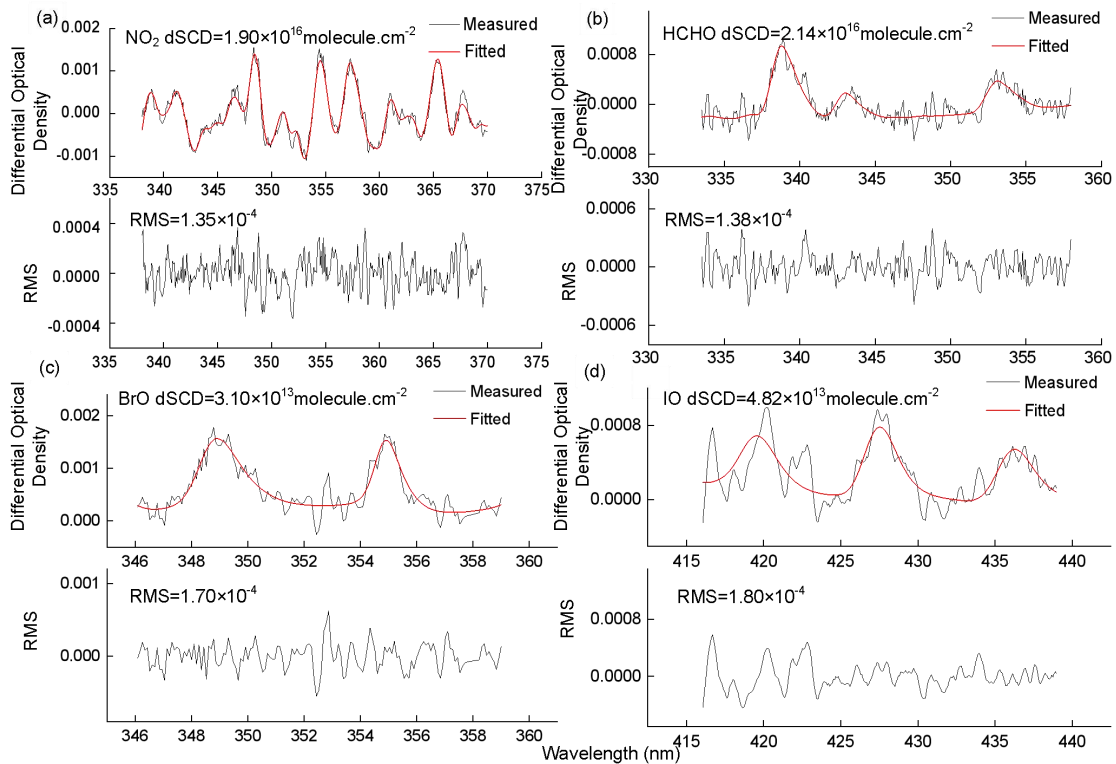 (a)
NO₂ dSCD=1.90×10¹⁶molecule.cm⁻²
Measured
Fitted
Differential Optical
Density
0.002
0.001
0.000
-0.001
335 340 345 350 355 360 365 370 375
RMS=1.35×10⁻⁴
RMS
0.0004
0.0000
-0.0004
335 340 345 350 355 360 365 370 375
(b)
HCHO dSCD=2.14×10¹⁶molecule.cm⁻²
Measured
Fitted
Differential Optical
Density
0.0008
0.0000
-0.0008
330 335 340 345 350 355 360
RMS=1.38×10⁻⁴
RMS
0.0006
0.0000
-0.0006
330 335 340 345 350 355 360
(c)
BrO dSCD=3.10×10¹³molecule.cm⁻²
Measured
Fitted
Differential Optical
Density
0.002
0.001
0.000
346 348 350 352 354 356 358 360
RMS=1.70×10⁻⁴
RMS
0.001
0.000
346 348 350 352 354 356 358 360
(d)
IO dSCD=4.82×10¹³molecule.cm⁻²
Measured
Fitted
Differential Optical
Density
0.0008
0.0000
415 420 425 430 435 440
RMS=1.80×10⁻⁴
RMS
0.0008
0.0000
415 420 425 430 435 440
Wavelength (nm)